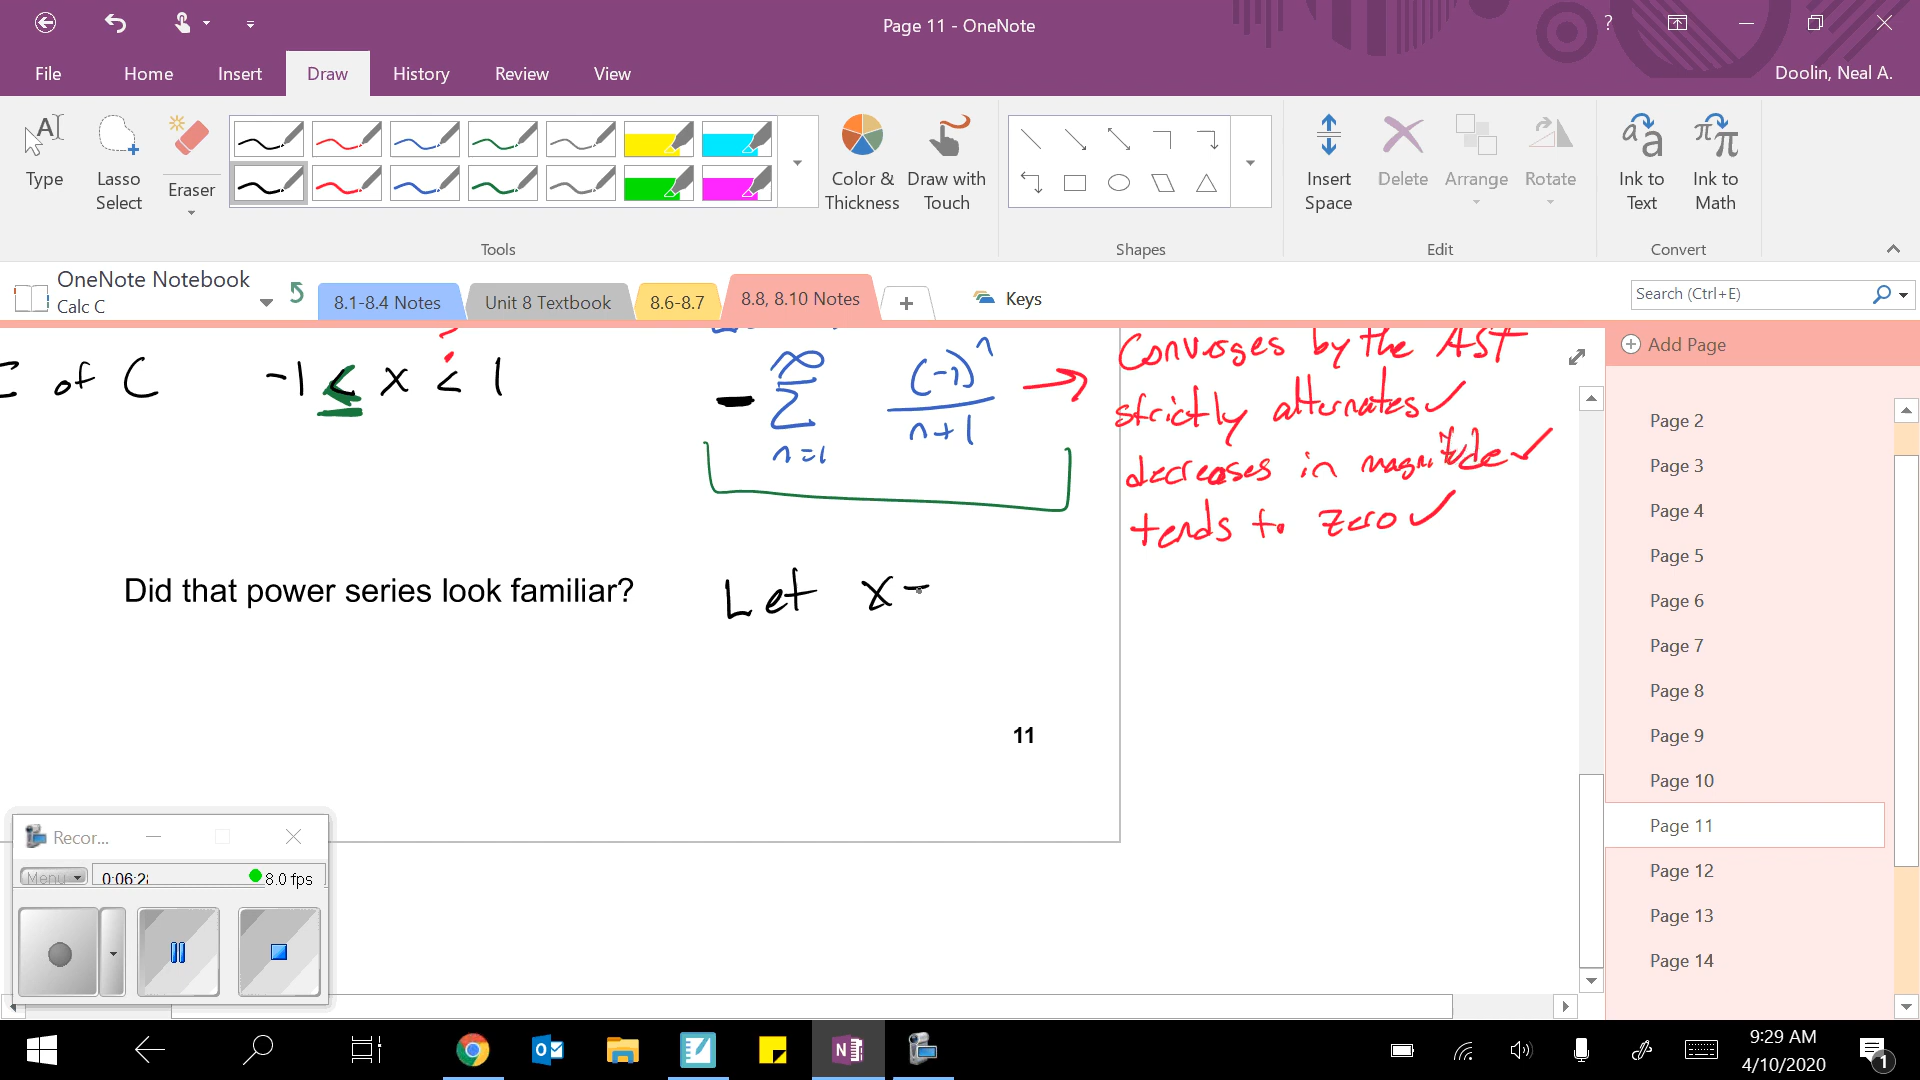 Page 11 - OneNote
?
Doolin, Neal A.
File Home Insert Draw History Review View
Type
Lasso Select
Eraser
Color & Thickness
Draw with Touch
Insert Space
Delete
Arrange
Rotate
Ink to Text
Ink to Math
Tools
Shapes
Edit
Convert
OneNote Notebook
Calc C
8.1-8.4 Notes
Unit 8 Textbook
8.6-8.7
8.8, 8.10 Notes
+
Keys
Search (Ctrl+E)
of C -1 ≤ x < 1
- ∑ n=1 ∞ (-1)^n / n+1 →
Converges by the AST
strictly alternates ✓
decreases in magnitude ✓
tends to zero ✓
Did that power series look familiar?
Let x
11
Add Page
Page 2
Page 3
Page 4
Page 5
Page 6
Page 7
Page 8
Page 9
Page 10
Page 11
Page 12
Page 13
Page 14
Recor...
Menu
8.0 fps
9:29 AM
4/10/2020
1